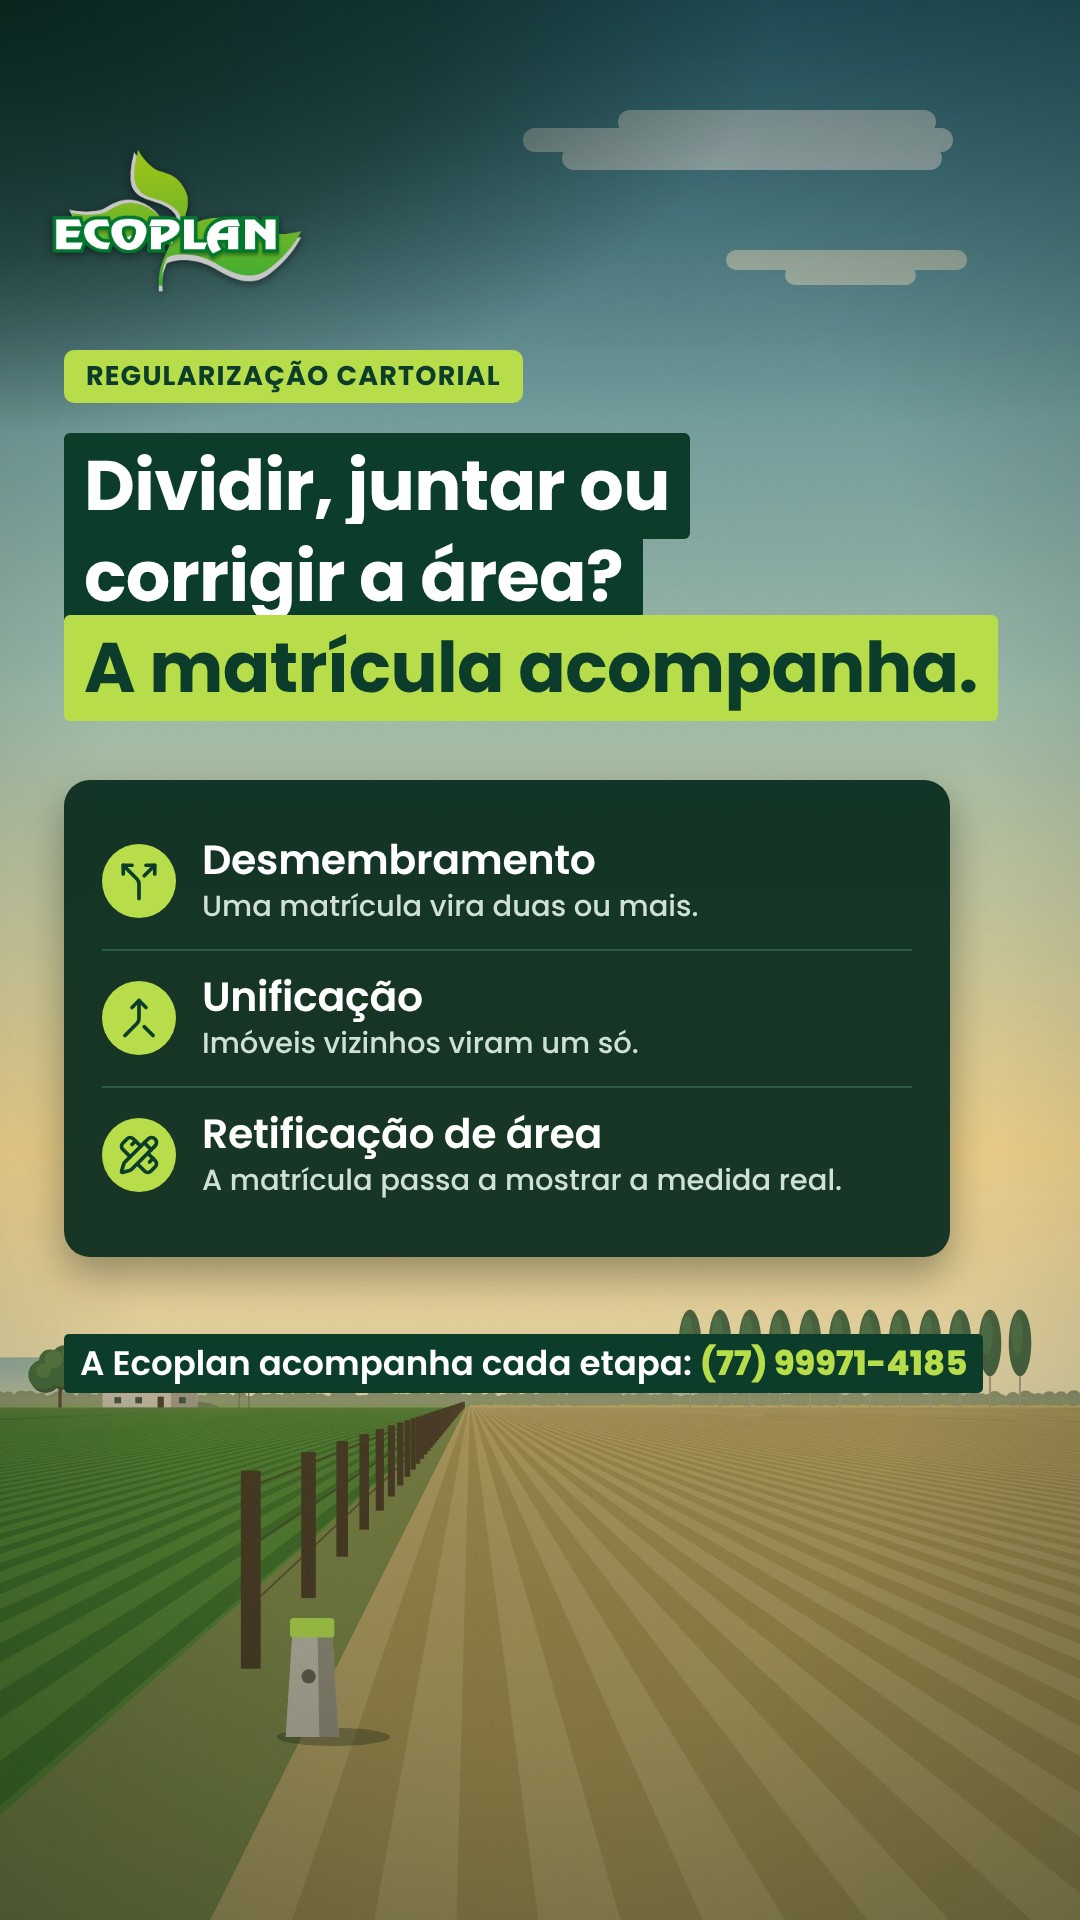 ECOPLAN
REGULARIZAÇÃO CARTORIAL
Dividir, juntar ou
corrigir a área?
A matrícula acompanha.
Desmembramento
Uma matrícula vira duas ou mais.
Unificação
Imóveis vizinhos viram um só.
Retificação de área
A matrícula passa a mostrar a medida real.
A Ecoplan acompanha cada etapa: (77) 99971-4185